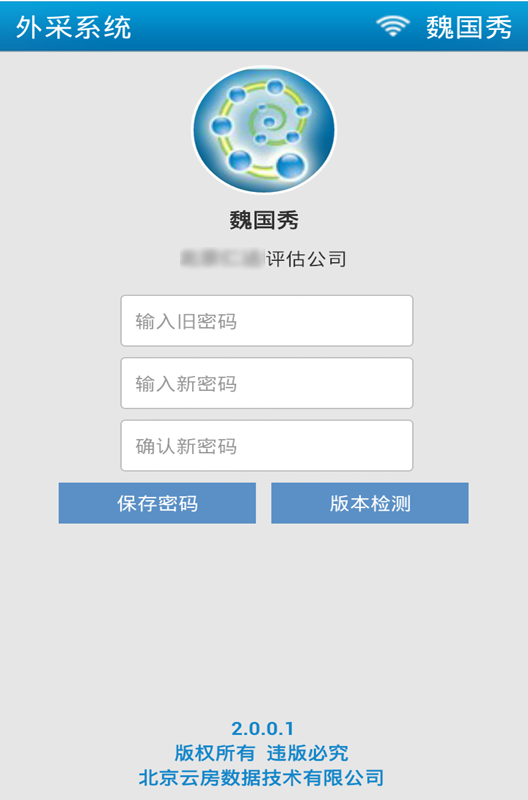 外采系统 魏国秀
魏国秀
评估公司
输入旧密码
输入新密码
确认新密码
保存密码 版本检测
2.0.0.1
版权所有 违版必究
北京云房数据技术有限公司